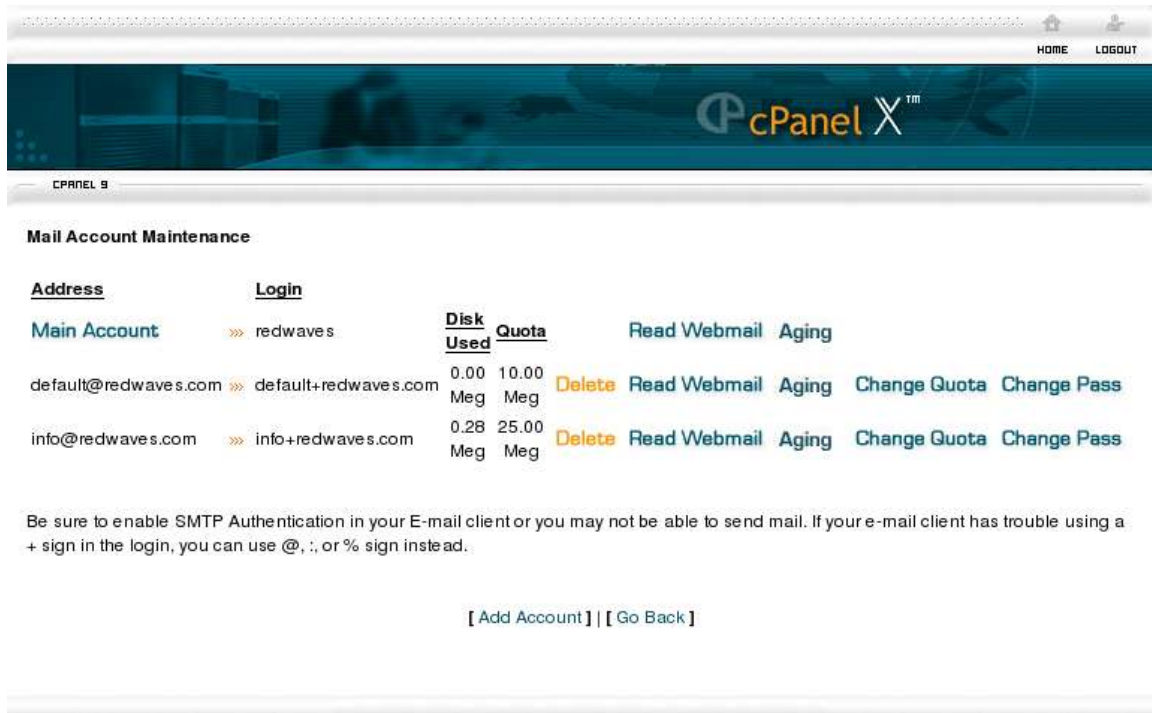 HOME LOGOUT
cPanel X™
CPANEL 9
Mail Account Maintenance
Address Login
Main Account »» redwaves Disk Used Quota Read Webmail Aging
default@redwaves.com »» default+redwaves.com 0.00 Meg 10.00 Meg Delete Read Webmail Aging Change Quota Change Pass
info@redwaves.com »» info+redwaves.com 0.28 Meg 25.00 Meg Delete Read Webmail Aging Change Quota Change Pass
Be sure to enable SMTP Authentication in your E-mail client or you may not be able to send mail. If your e-mail client has trouble using a
+ sign in the login, you can use @, :, or % sign instead.
[ Add Account ] | [ Go Back ]